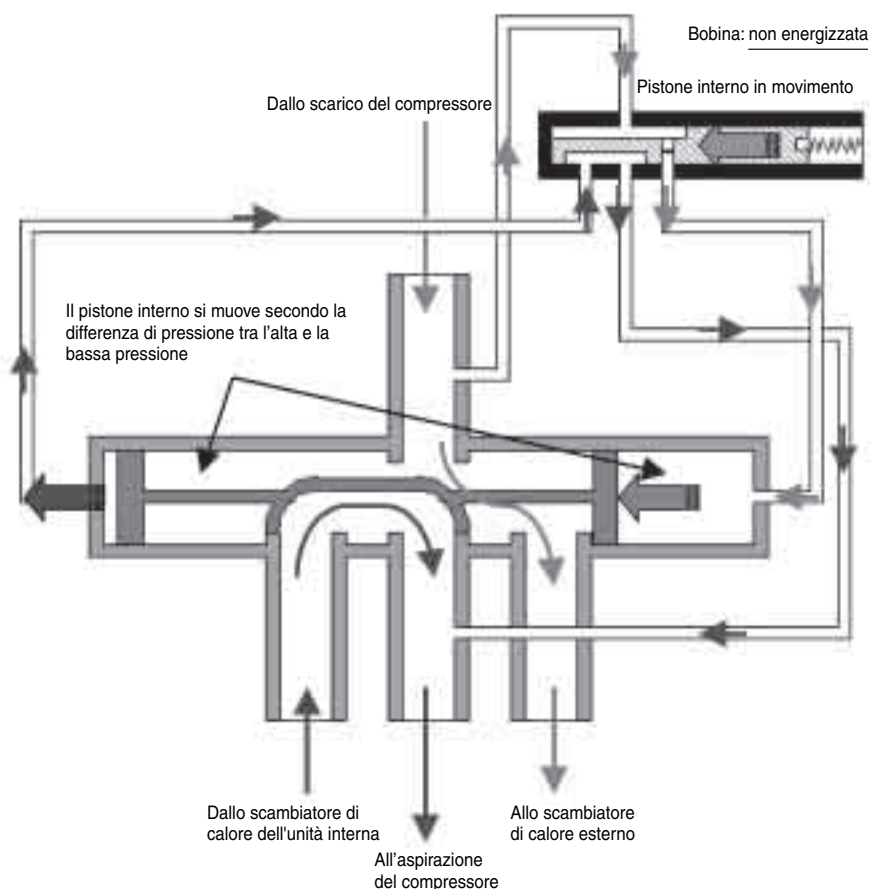 Bobina: non energizzata
Pistone interno in movimento
Dallo scarico del compressore
Il pistone interno si muove secondo la
differenza di pressione tra l'alta e la
bassa pressione
Dallo scambiatore di
calore dell'unità interna
All'aspirazione
del compressore
Allo scambiatore
di calore esterno